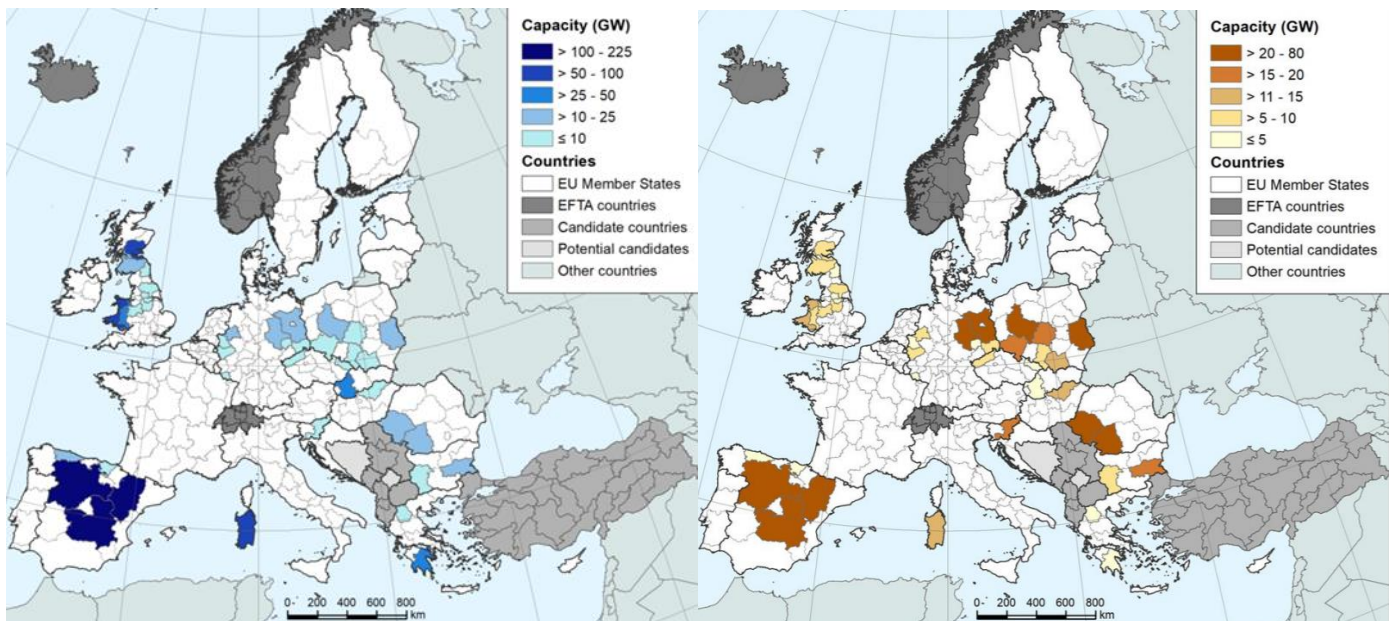 Capacity (GW)
> 100 - 225
> 50 - 100
> 25 - 50
> 10 - 25
≤ 10
Countries
EU Member States
EFTA countries
Candidate countries
Potential candidates
Other countries
0 200 400 600 800
km
Capacity (GW)
> 20 - 80
> 15 - 20
> 11 - 15
> 5 - 10
≤ 5
Countries
EU Member States
EFTA countries
Candidate countries
Potential candidates
Other countries
0 200 400 600 800
km